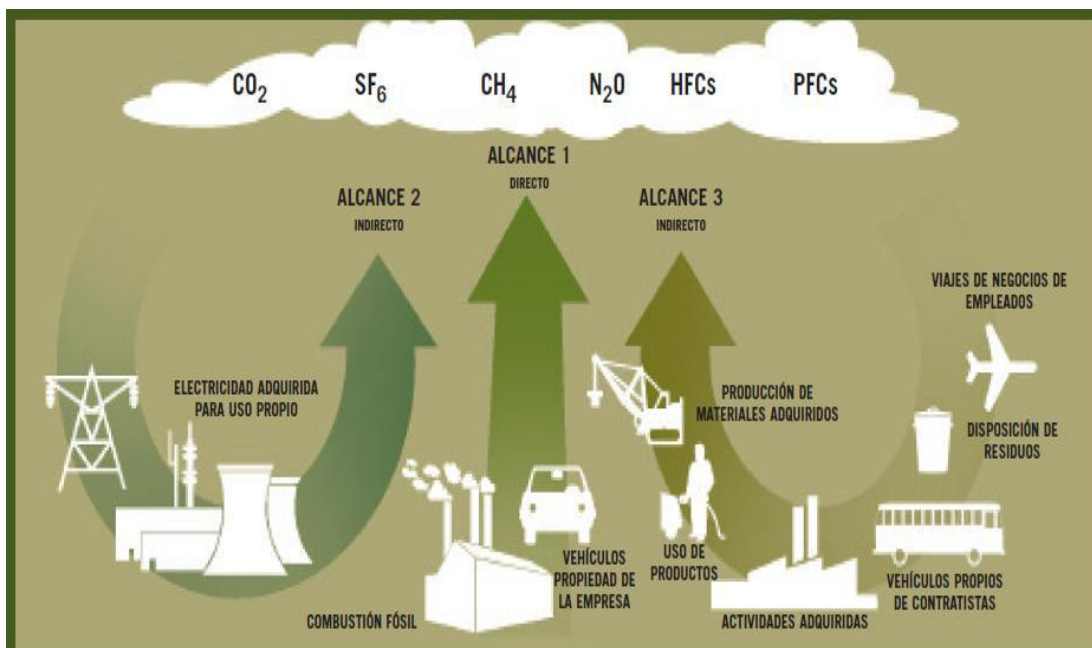 CO₂ SF₆ CH₄ N₂O HFCs PFCs
ALCANCE 1
DIRECTO
ALCANCE 2
INDIRECTO
ALCANCE 3
INDIRECTO
VIAJES DE NEGOCIOS DE
EMPLEADOS
ELECTRICIDAD ADQUIRIDA
PARA USO PROPIO
PRODUCCIÓN DE
MATERIALES ADQUIRIDOS
DISPOSICIÓN DE
RESIDUOS
VEHÍCULOS
PROPIEDAD DE
LA EMPRESA
USO DE
PRODUCTOS
VEHÍCULOS PROPIOS
DE CONTRATISTAS
COMBUSTIÓN FÓSIL
ACTIVIDADES ADQUIRIDAS